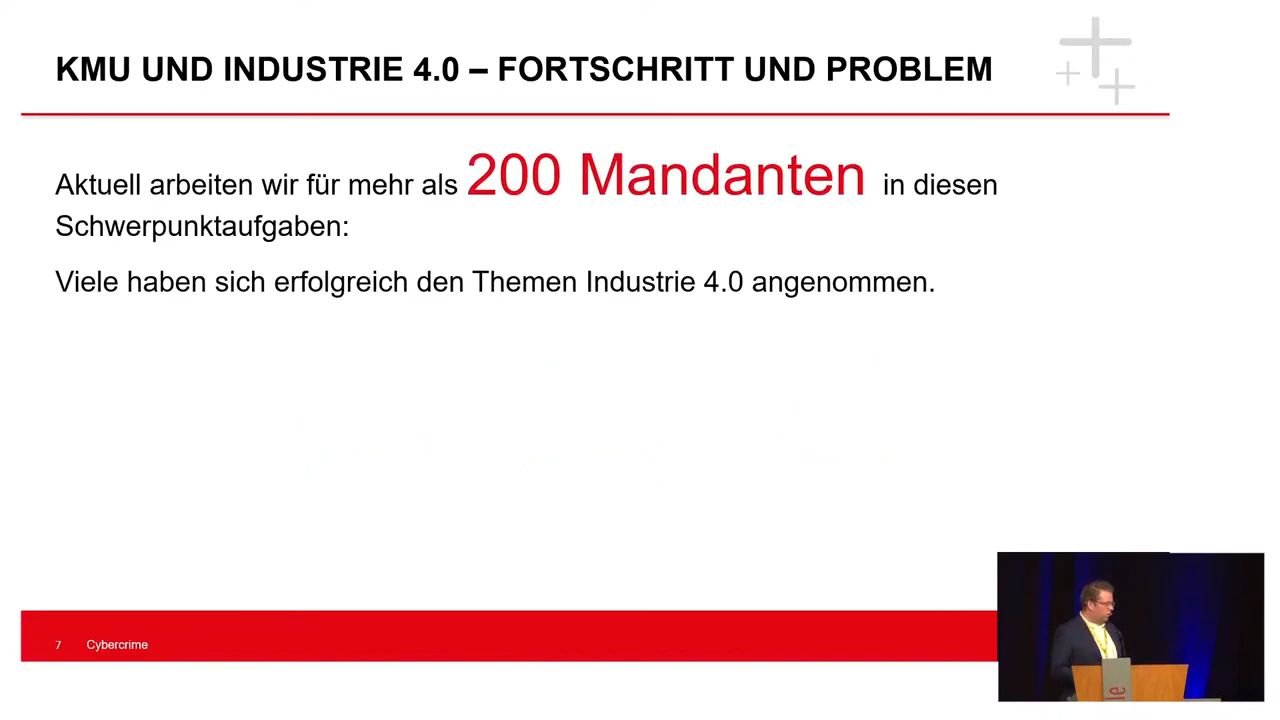 KMU UND INDUSTRIE 4.0 – FORTSCHRITT UND PROBLEM
Aktuell arbeiten wir für mehr als 200 Mandanten in diesen
Schwerpunktaufgaben:
Viele haben sich erfolgreich den Themen Industrie 4.0 angenommen.
7 Cybercrime